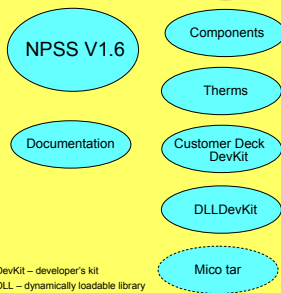 Components
NPSS V1.6
Therms
Documentation
Customer Deck
DevKit
DLLDevKit
Mico tar
DevKit – developer's kit
DLL – dynamically loadable library